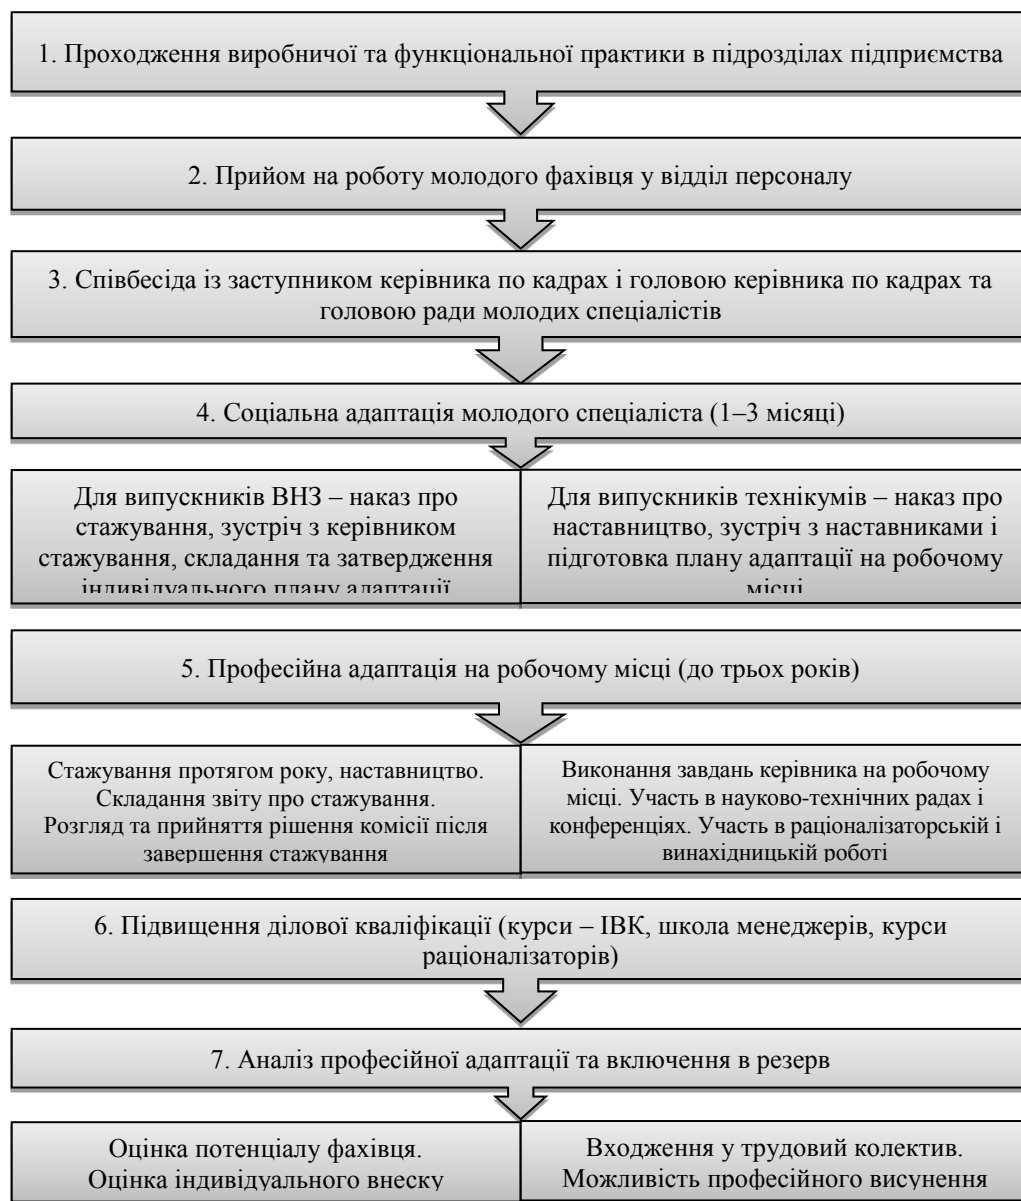 1. Проходження виробничої та функціональної практики в підрозділах підприємства
2. Прийом на роботу молодого фахівця у відділ персоналу
3. Співбесіда із заступником керівника по кадрах і головою керівника по кадрах та
головою ради молодих спеціалістів
4. Соціальна адаптація молодого спеціаліста (1–3 місяці)
Для випускників ВНЗ – наказ про
стажування, зустріч з керівником
стажування, складання та затвердження
індивідуального плану адаптації
Для випускників технікумів – наказ про
наставництво, зустріч з наставниками і
підготовка плану адаптації на робочому
місці
5. Професійна адаптація на робочому місці (до трьох років)
Стажування протягом року, наставництво.
Складання звіту про стажування.
Розгляд та прийняття рішення комісії після
завершення стажування
Виконання завдань керівника на робочому
місці. Участь в науково-технічних радах і
конференціях. Участь в раціоналізаторській і
винахідницькій роботі
6. Підвищення ділової кваліфікації (курси – ІВК, школа менеджерів, курси
раціоналізаторів)
7. Аналіз професійної адаптації та включення в резерв
Оцінка потенціалу фахівця.
Оцінка індивідуального внеску
Входження у трудовий колектив.
Можливість професійного висунення